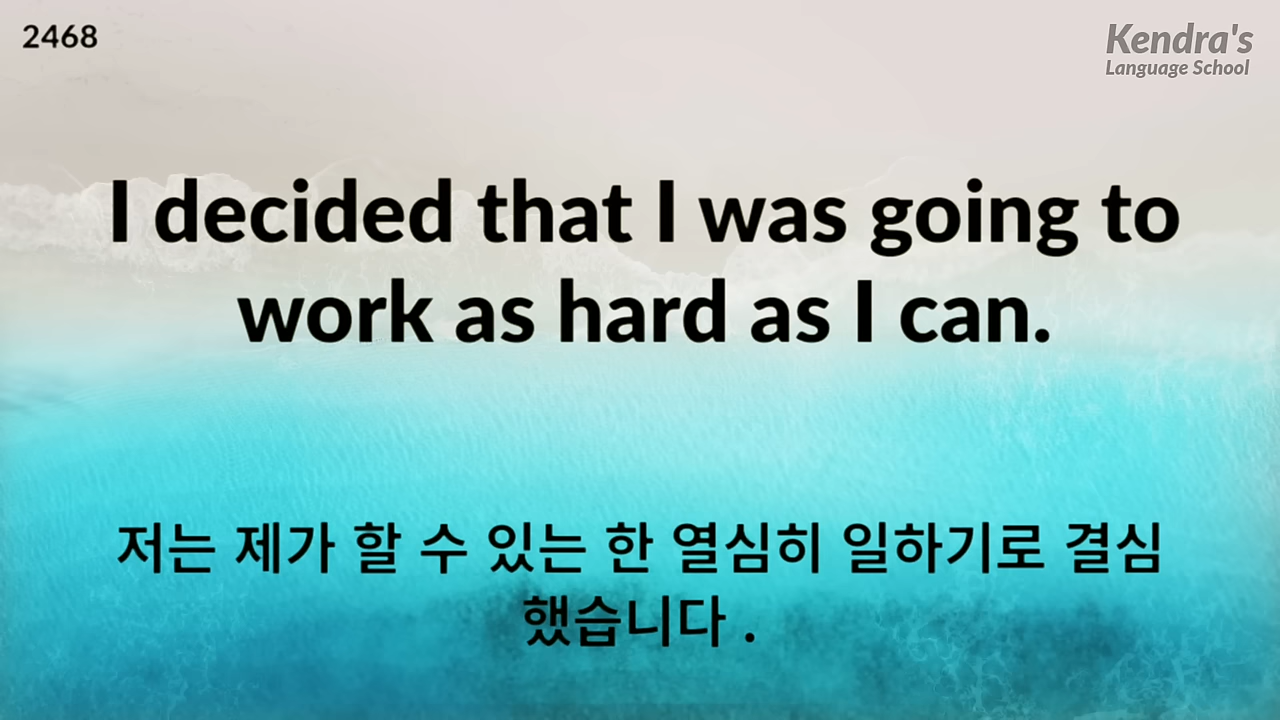 2468
Kendra's
Language School
I decided that I was going to
work as hard as I can.
저는 제가 할 수 있는 한 열심히 일하기로 결심
했습니다 .